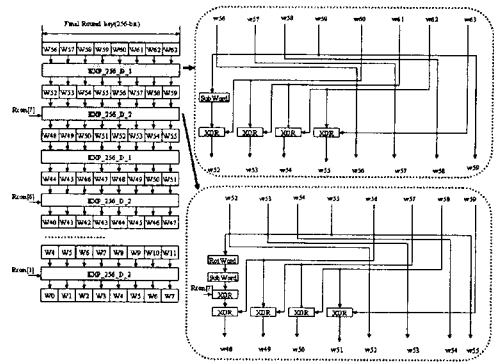 Final Round key(256-bit)
W56 W57 W59 W59 W60 W61 W62 W62
EXP_256_D_1
W52 W53 W54 W55 W56 W57 W58 W59
Rcon[7]
EXP_256_D_2
W48 W49 W50 W51 W52 W53 W54 W55
EXP_256_D_1
W44 W45 W46 W47 W48 W49 W50 W51
Rcon[6]
EXP_256_D_2
W40 W41 W42 W43 W44 W45 W46 W47
W4 W5 W6 W7 W8 W9 W10 W11
Rcon[1]
EXP_256_D_2
W0 W1 W2 W3 W4 W5 W6 W7
w56 w57 w58 w59 w60 w61 w62 w63
SubWord
XOR XOR XOR XOR
w52 w53 w54 w55 w56 w57 w58 w59
w52 w53 w54 w55 w56 w57 w58 w59
RotWord
SubWord
Rcon[7]
XOR
XOR XOR XOR XOR
w48 w49 w50 w51 w52 w53 w54 w55